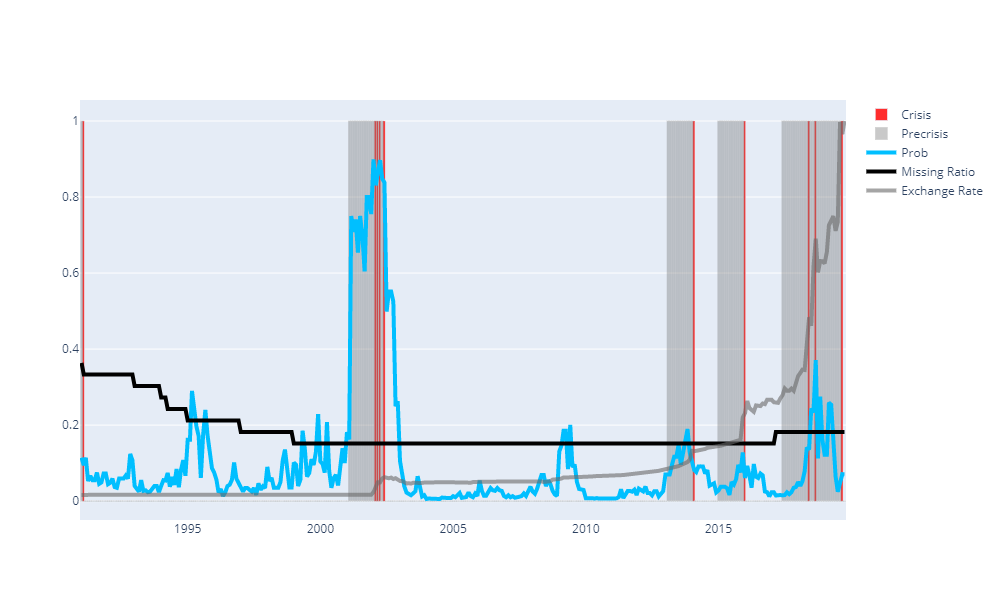 1
0.8
0.6
0.4
0.2
0
1995
2000
2005
2010
2015
Crisis
Precrisis
Prob
Missing Ratio
Exchange Rate